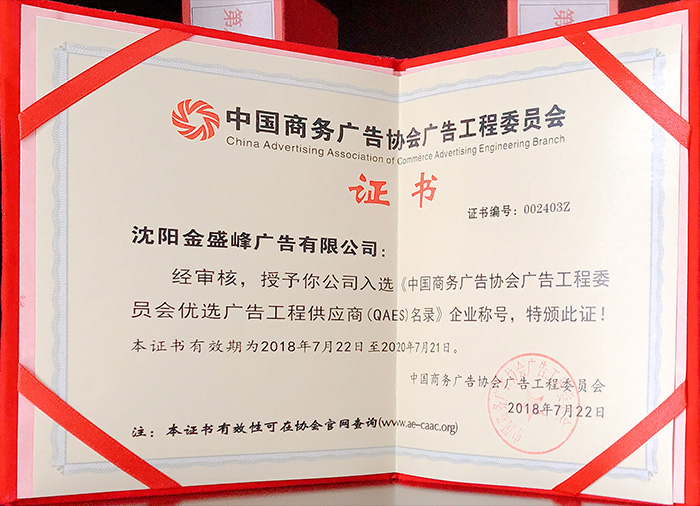 第
第
中国商务广告协会广告工程委员会
China Advertising Association of Commerce Advertising Engineering Branch
证书
证书编号：002403Z
沈阳金盛峰广告有限公司：
经审核，授予你公司入选《中国商务广告协会广告工程委
员会优选广告工程供应商(QAES)名录》企业称号，特颁此证！
本证书有效期为2018年7月22日至2020年7月21日。
中国商务广告协会广告工程委员会
2018年7月22日
注：本证书有效性可在协会官网查询(www.ae-caac.org)